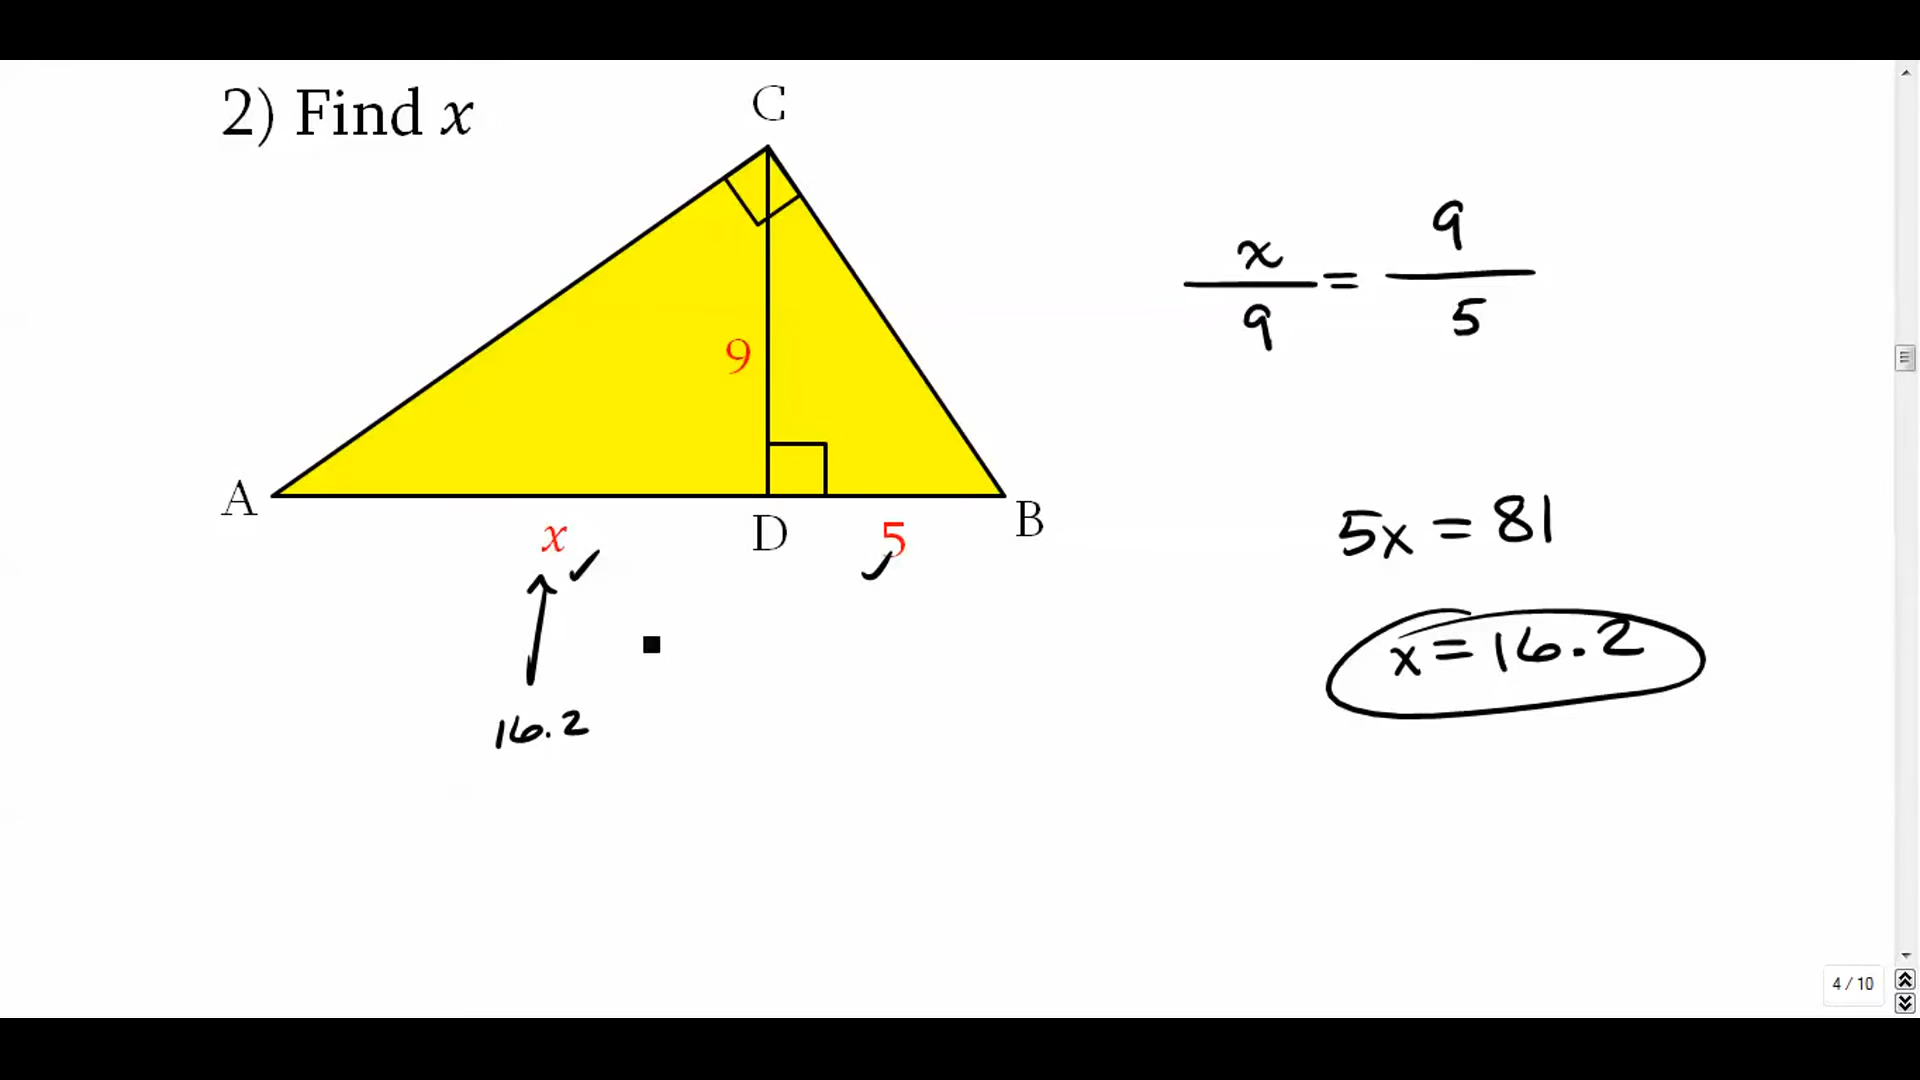 2) Find x
C
9
A
D
B
x
5
16.2
x/9 = 9/5
5x = 81
x = 16.2
4 / 10